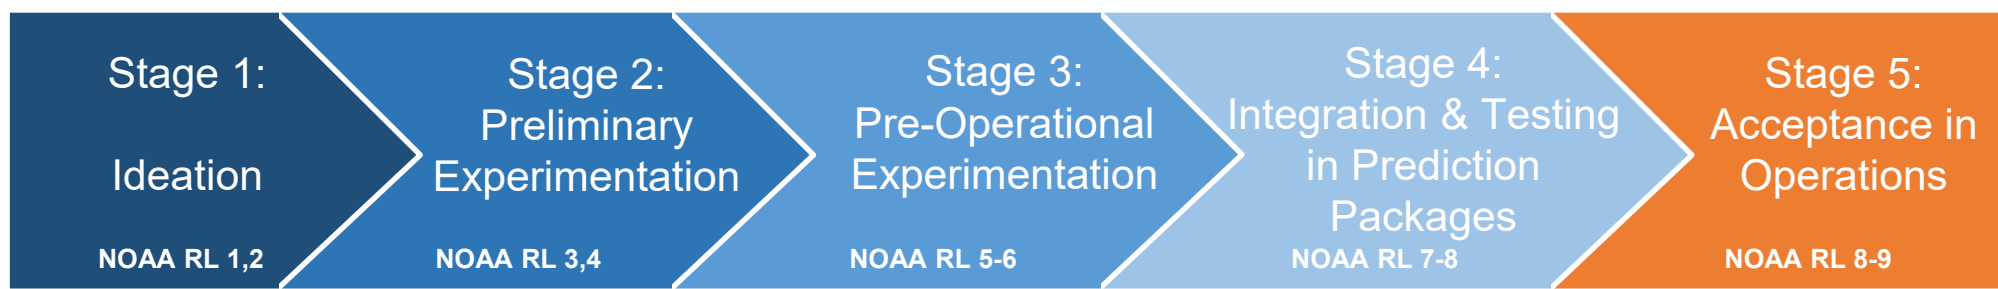 Stage 1:
Ideation
NOAA RL 1,2
Stage 2:
Preliminary
Experimentation
NOAA RL 3,4
Stage 3:
Pre-Operational
Experimentation
NOAA RL 5-6
Stage 4:
Integration & Testing
in Prediction
Packages
NOAA RL 7-8
Stage 5:
Acceptance in
Operations
NOAA RL 8-9